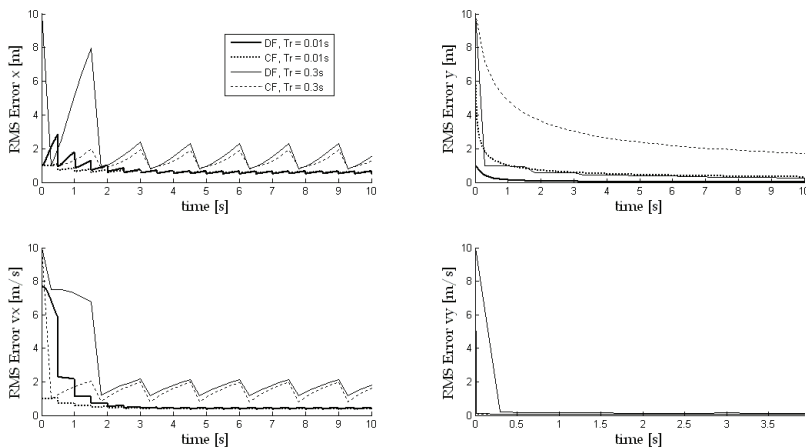 RMS Error x [m]
10
8
6
4
2
0
0 1 2 3 4 5 6 7 8 9 10
time [s]
DF, Tr = 0.01s
CF, Tr = 0.01s
DF, Tr = 0.3s
CF, Tr = 0.3s
RMS Error y [m]
10
8
6
4
2
0
0 1 2 3 4 5 6 7 8 9 10
time [s]
RMS Error vx [m/s]
10
8
6
4
2
0
0 1 2 3 4 5 6 7 8 9 10
time [s]
RMS Error vy [m/s]
10
8
6
4
2
0
0 0.5 1 1.5 2 2.5 3 3.5
time [s]